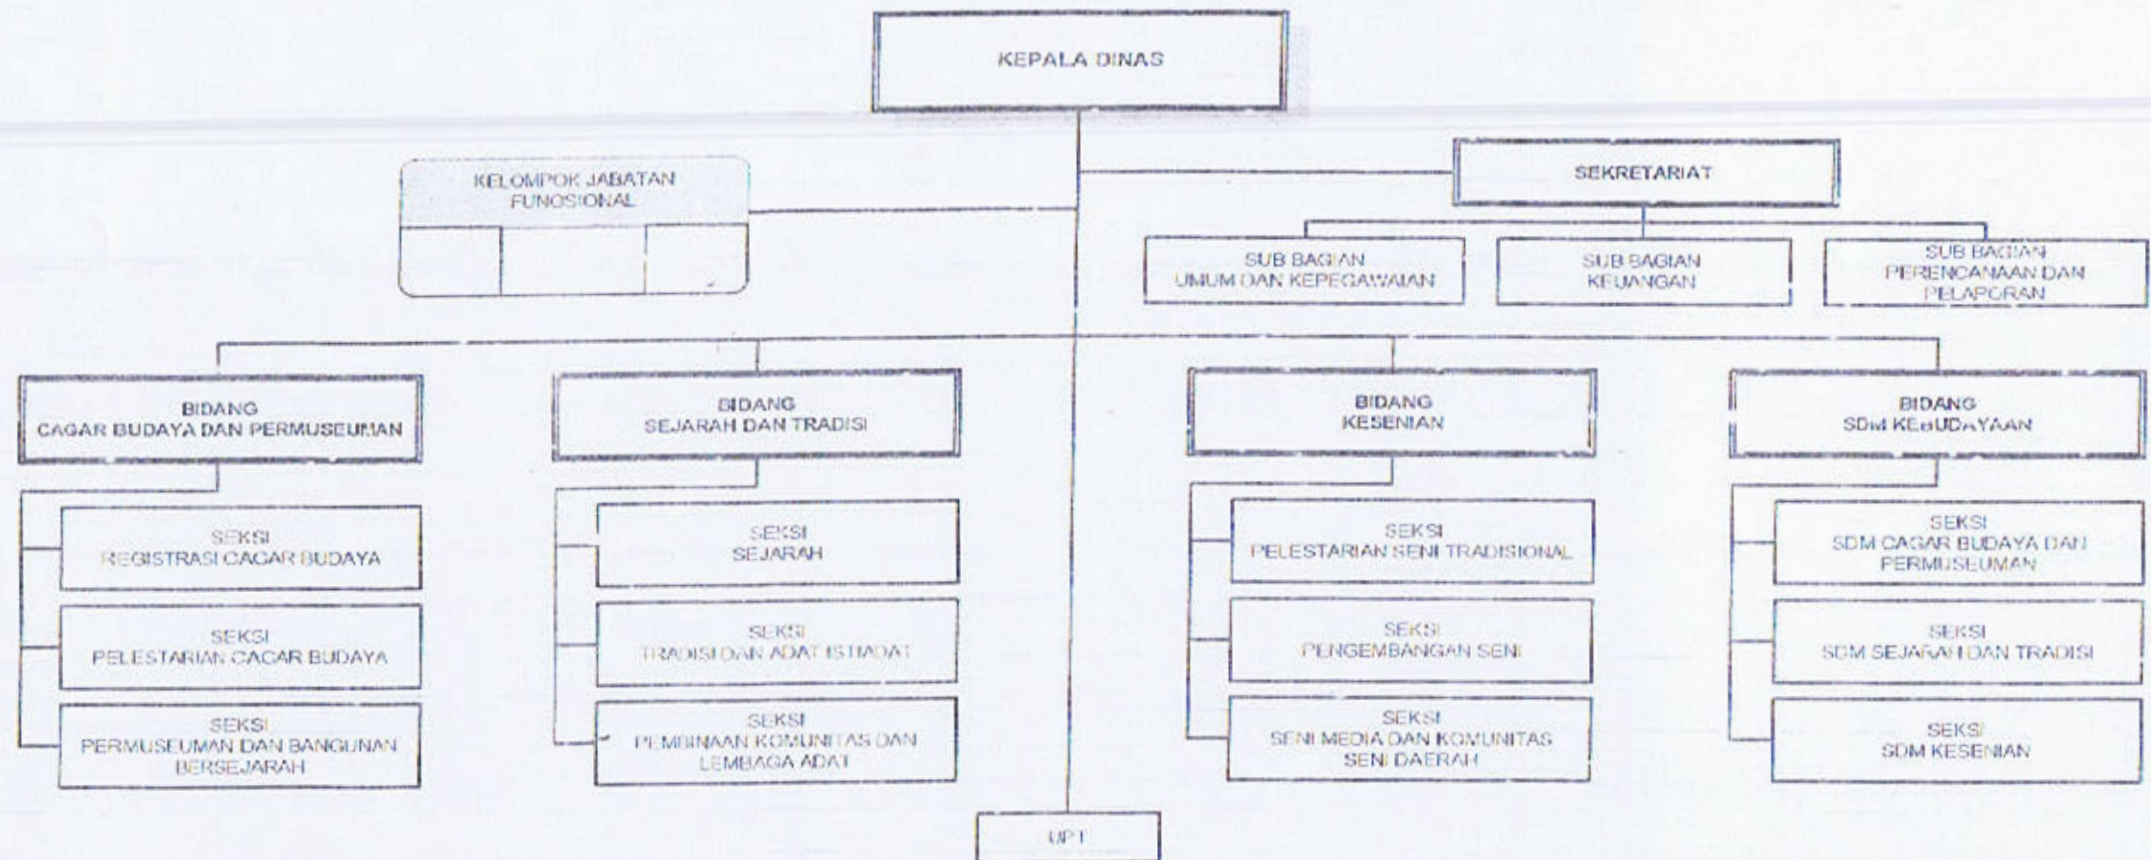 KEPALA DINAS
SEKRETARIAT
KELOMPOK JABATAN
FUNGSIONAL
SUB BAGIAN
UMUM DAN KEPEGAWAIAN
SUB BAGIAN
KEUANGAN
SUB BAGIAN
PERENCANAAN DAN
PELAPORAN
BIDANG
CAGAR BUDAYA DAN PERMUSEUMAN
SEKSI
REGISTRASI CAGAR BUDAYA
SEKSI
PELESTARIAN CAGAR BUDAYA
SEKSI
PERMUSEUMAN DAN BANGUNAN
BERSEJARAH
BIDANG
SEJARAH DAN TRADISI
SEKSI
SEJARAH
SEKSI
TRADISI DAN ADAT ISTIADAT
SEKSI
PEMBINAAN KOMUNITAS DAN
LEMBAGA ADAT
BIDANG
KESENIAN
SEKSI
PELESTARIAN SENI TRADISIONAL
SEKSI
PENGEMBANGAN SENI
SEKSI
SENI MEDIA DAN KOMUNITAS
SENI DAERAH
BIDANG
SDM KEBUDAYAAN
SEKSI
SDM CAGAR BUDAYA DAN
PERMUSEUMAN
SEKSI
SDM SEJARAH DAN TRADISI
SEKSI
SDM KESENIAN
UPT